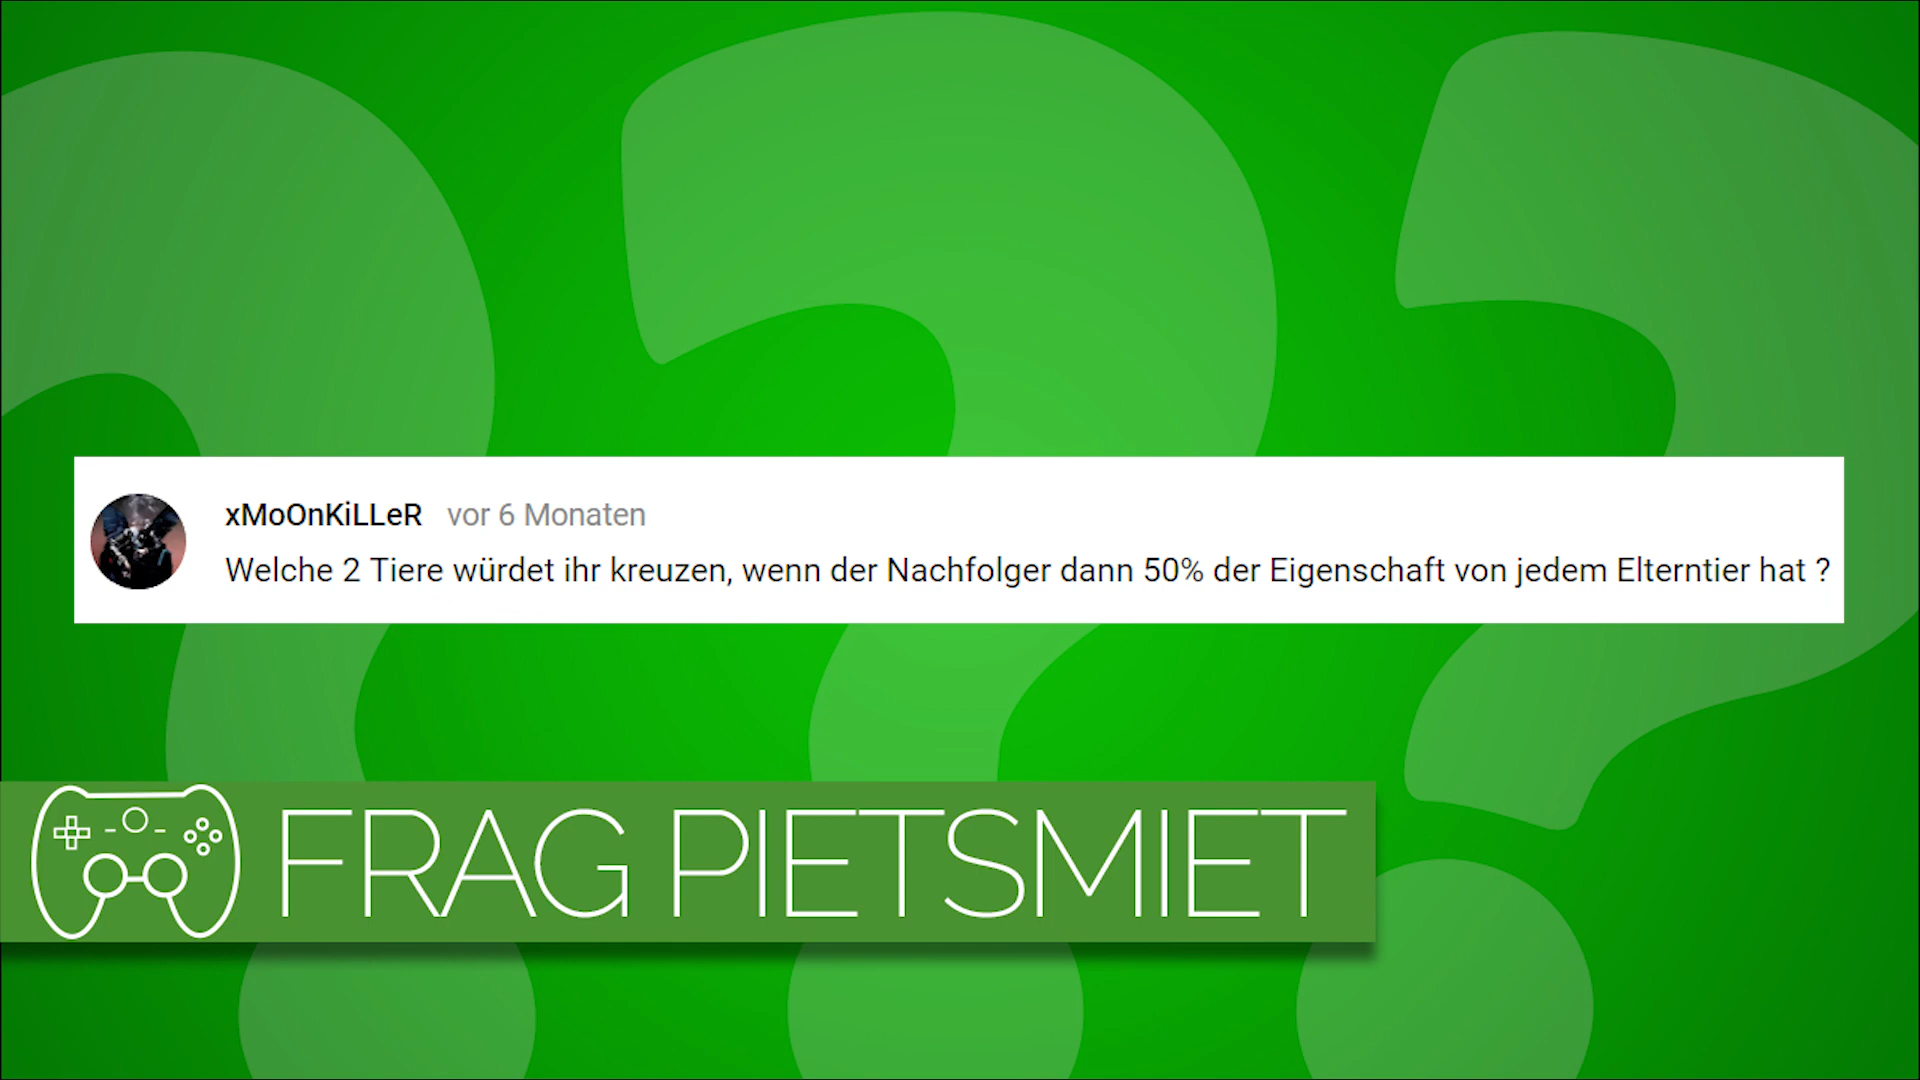 xMoOnKiLLeR vor 6 Monaten
Welche 2 Tiere würdet ihr kreuzen, wenn der Nachfolger dann 50% der Eigenschaft von jedem Elterntier hat ?
FRAG PIETSMIET